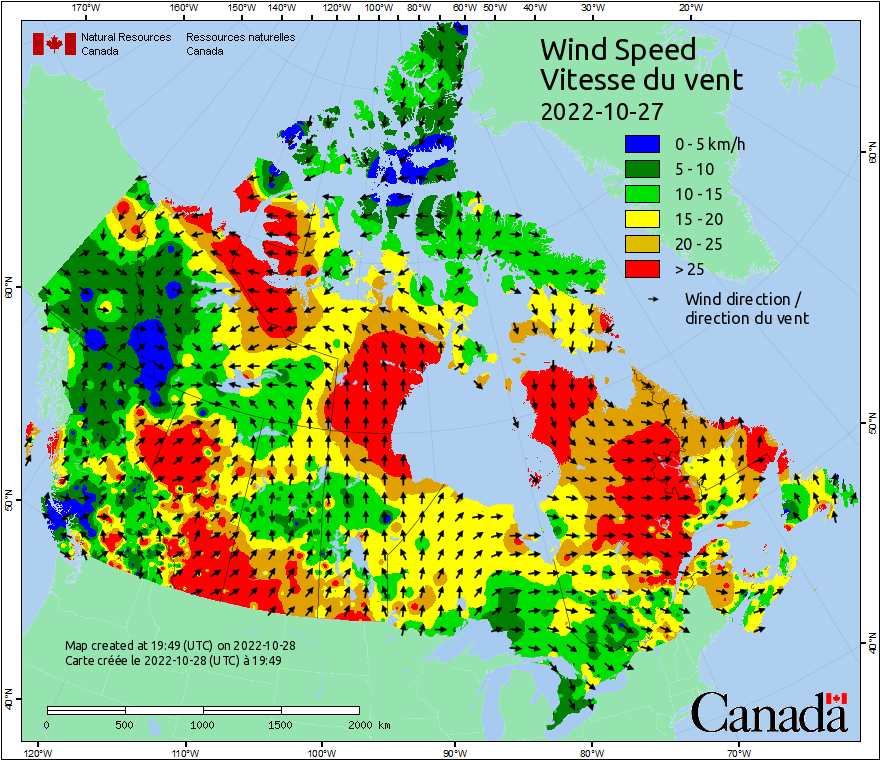 170°W 160°W 150°W 140°W 130°W 120°W 110°W 100°W 90°W 80°W 70°W 60°W 50°W 40°W 30°W 20°W
Natural Resources Ressources naturelles
Canada Canada
Wind Speed
Vitesse du vent
2022-10-27
0 - 5 km/h
5 - 10
10 - 15
15 - 20
20 - 25
> 25
Wind direction /
direction du vent
60°N
60°N
50°N
50°N
40°N
40°N
Map created at 19:49 (UTC) on 2022-10-28
Carte créée le 2022-10-28 (UTC) à 19:49
0 500 1000 1500 2000 km
Canada
120°W 110°W 100°W 90°W 80°W 70°W